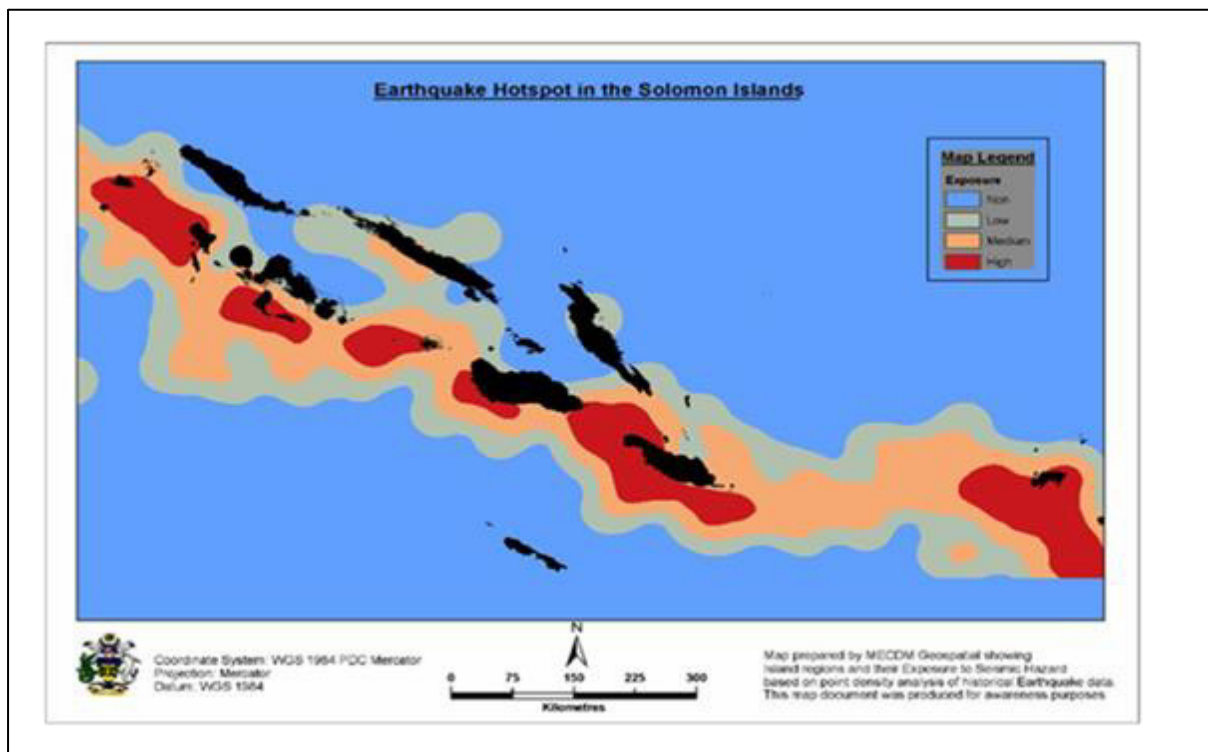 Earthquake Hotspot in the Solomon Islands
Map Legend
Exposure
Non
Low
Medium
High
N
0 75 150 225 300
Kilometres
Coordinate System: WGS 1984 PDC Mercator
Projection: Mercator
Datum: WGS 1984
Map prepared by MECDM Geospatial showing
Island regions and their Exposure to Seismic Hazard
based on point density analysis of historical Earthquake data.
This map document was produced for awareness purposes